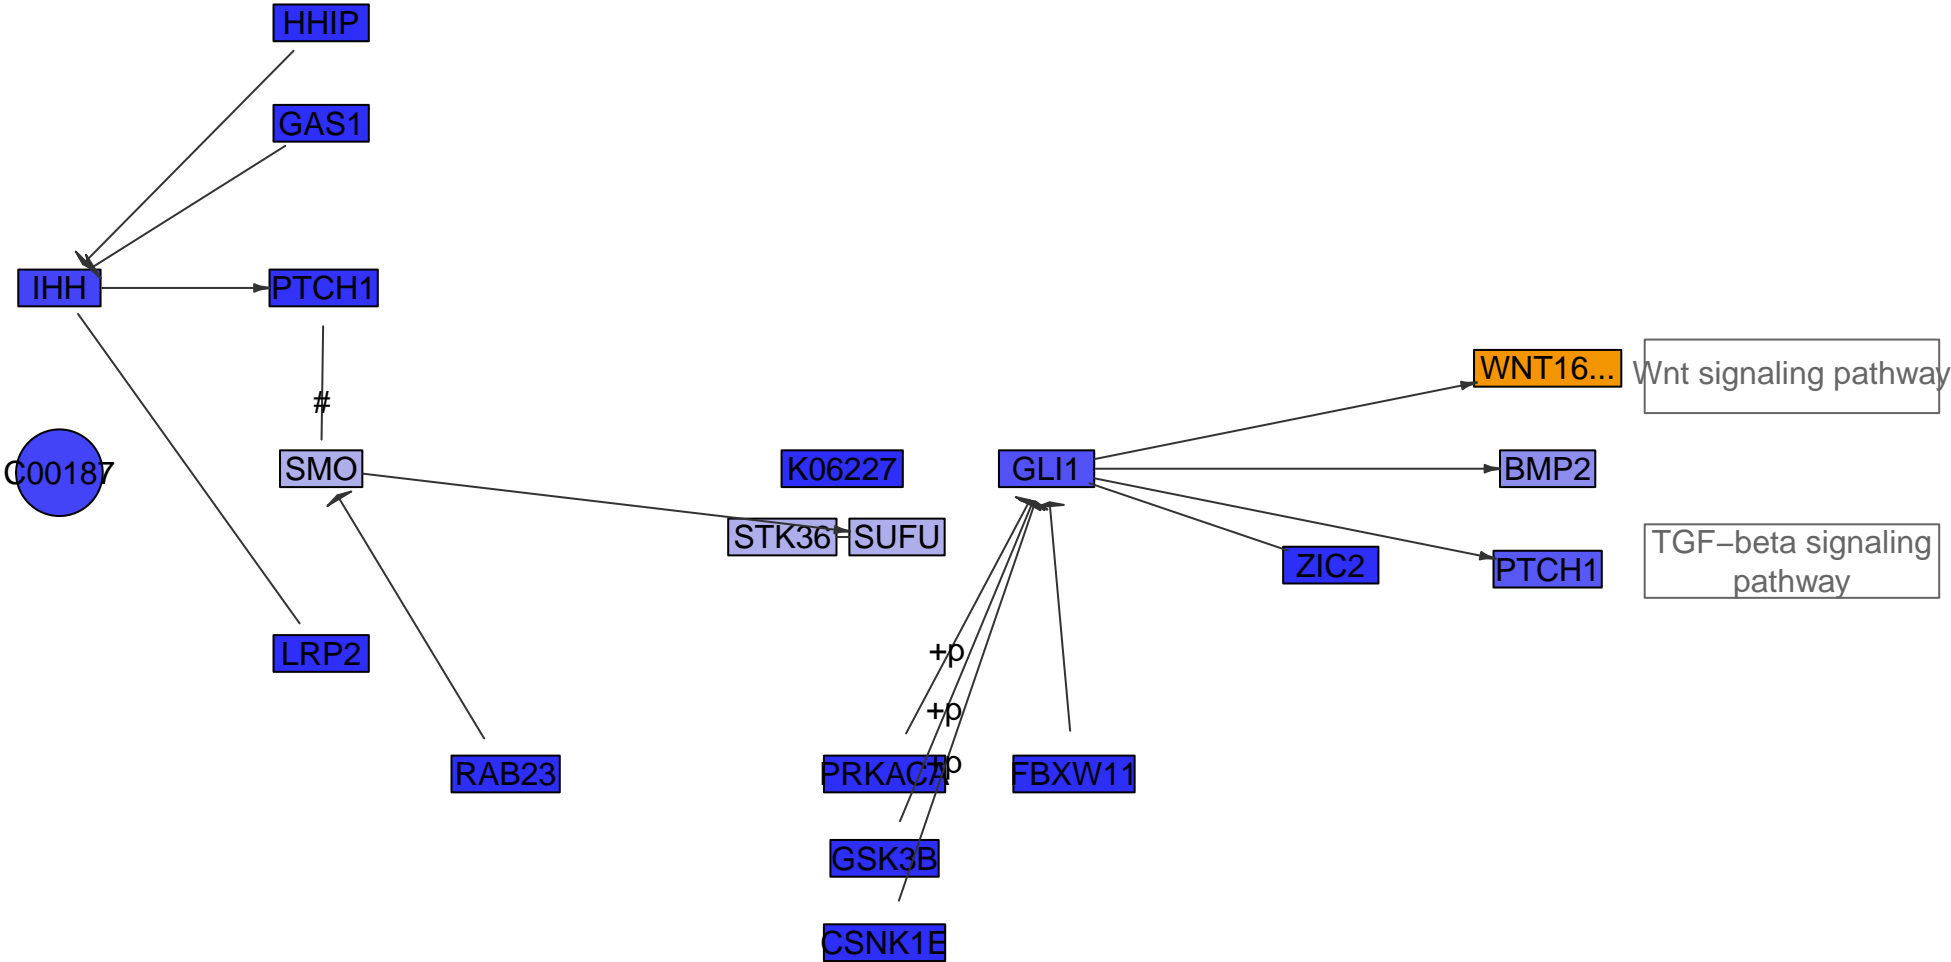 HHIP
GAS1
IHH
PTCH1
WNT16...
Wnt signaling pathway
#
C00187
SMO
K06227
GLI1
BMP2
STK36
SUFU
ZIC2
PTCH1
TGF−beta signaling
pathway
LRP2
+p
+p
+p
RAB23
PRKACA
FBXW11
GSK3B
CSNK1E